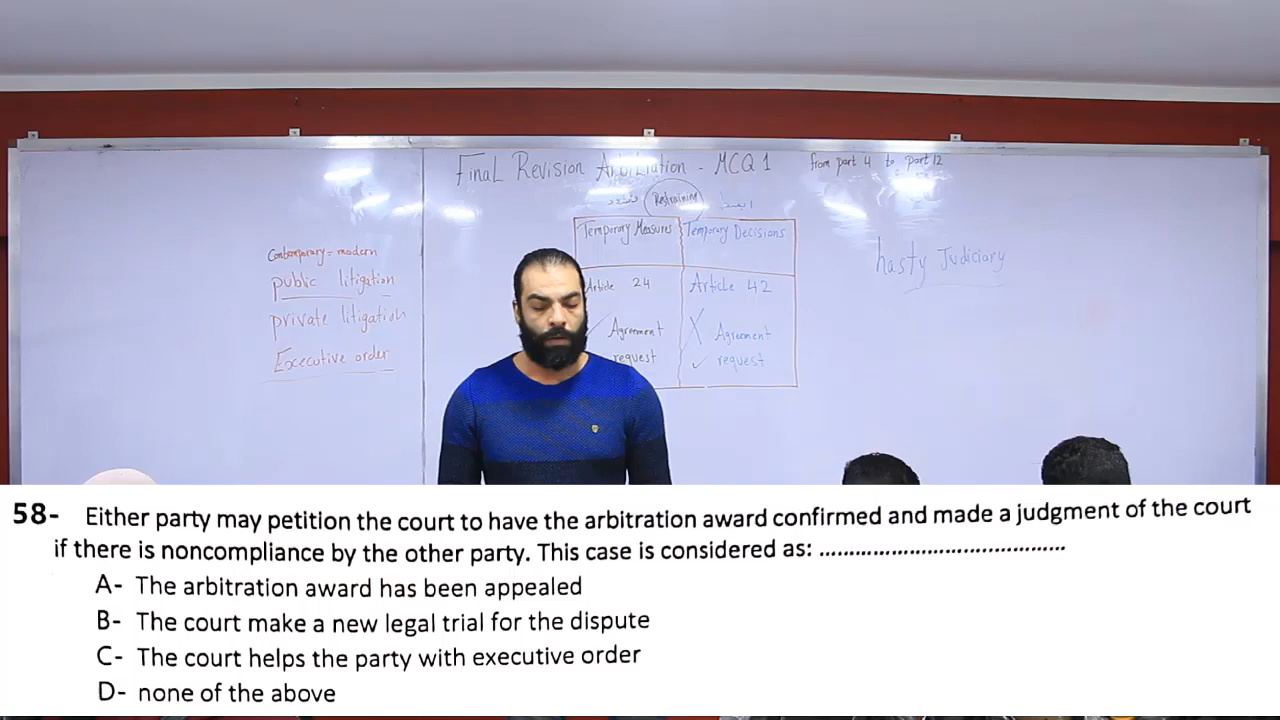 Final Revision Arbitration - MCQ 1 from part 4 to part 12
Restraining
Temporary Measures Temporary Decisions
Article 24 Article 42
Agreement X Agreement
request ✓ request
Contemporary = modern
public litigation
private litigation
Executive order
hasty Judiciary
58- Either party may petition the court to have the arbitration award confirmed and made a judgment of the court
if there is noncompliance by the other party. This case is considered as: ................................................
A- The arbitration award has been appealed
B- The court make a new legal trial for the dispute
C- The court helps the party with executive order
D- none of the above